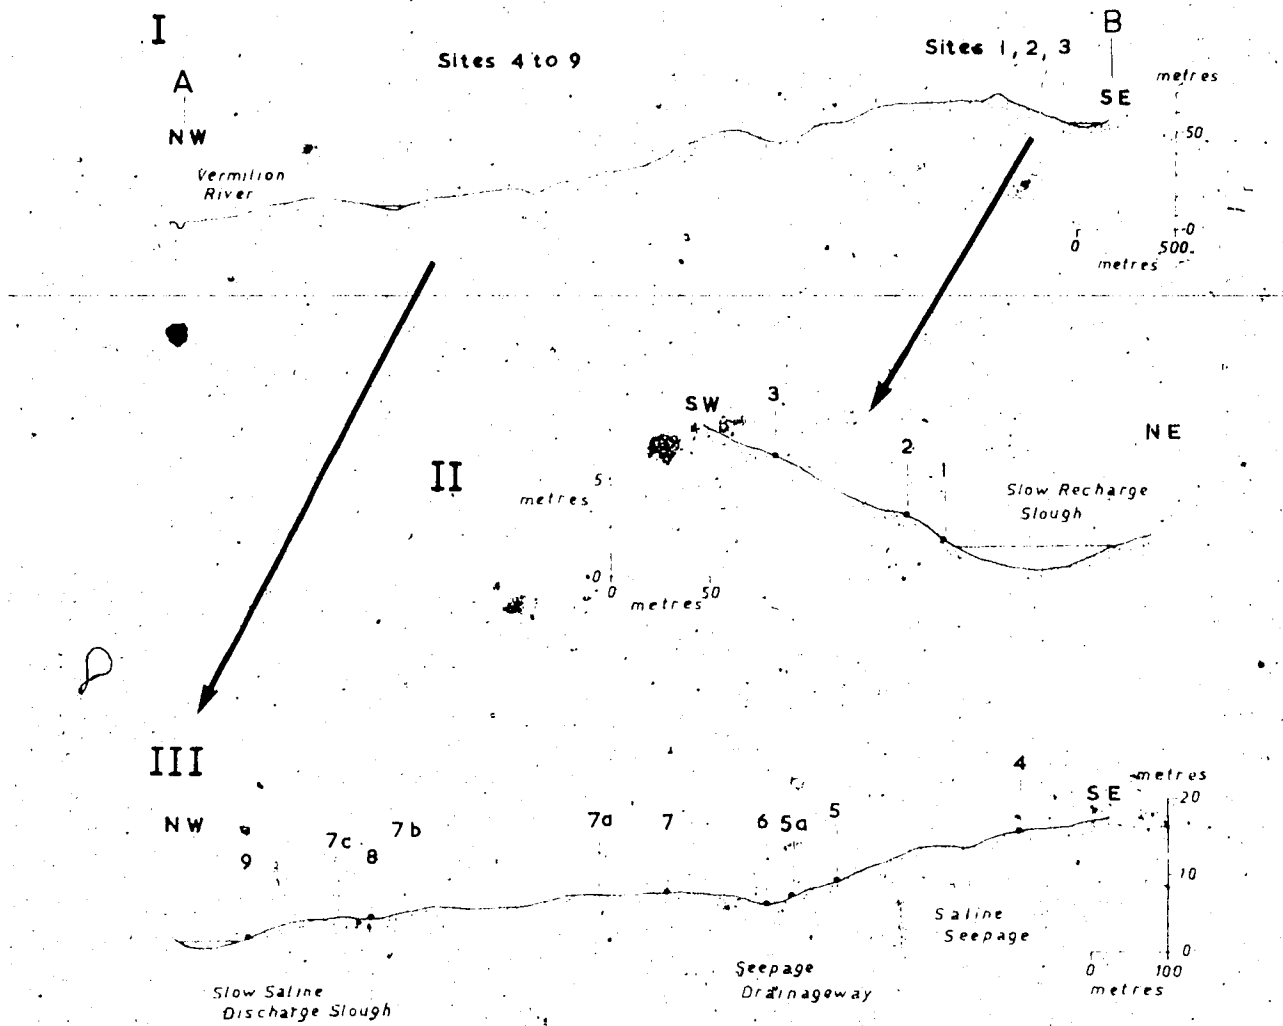 I
Sites 4 to 9
Sites 1, 2, 3
B
A
metres
SE
NW
50
Vermilion
River
0
0
500
metres
3
SW
NE
2
II
1
5
metres
Slow Recharge
Slough
0
0
50
metres
III
4
metres
SE
20
NW
7c
7b
7a
7
6
5a
5
8
9
10
Saline
Seepage
0
Seepage
Drainageway
0
100
metres
Slow Saline
Discharge Slough